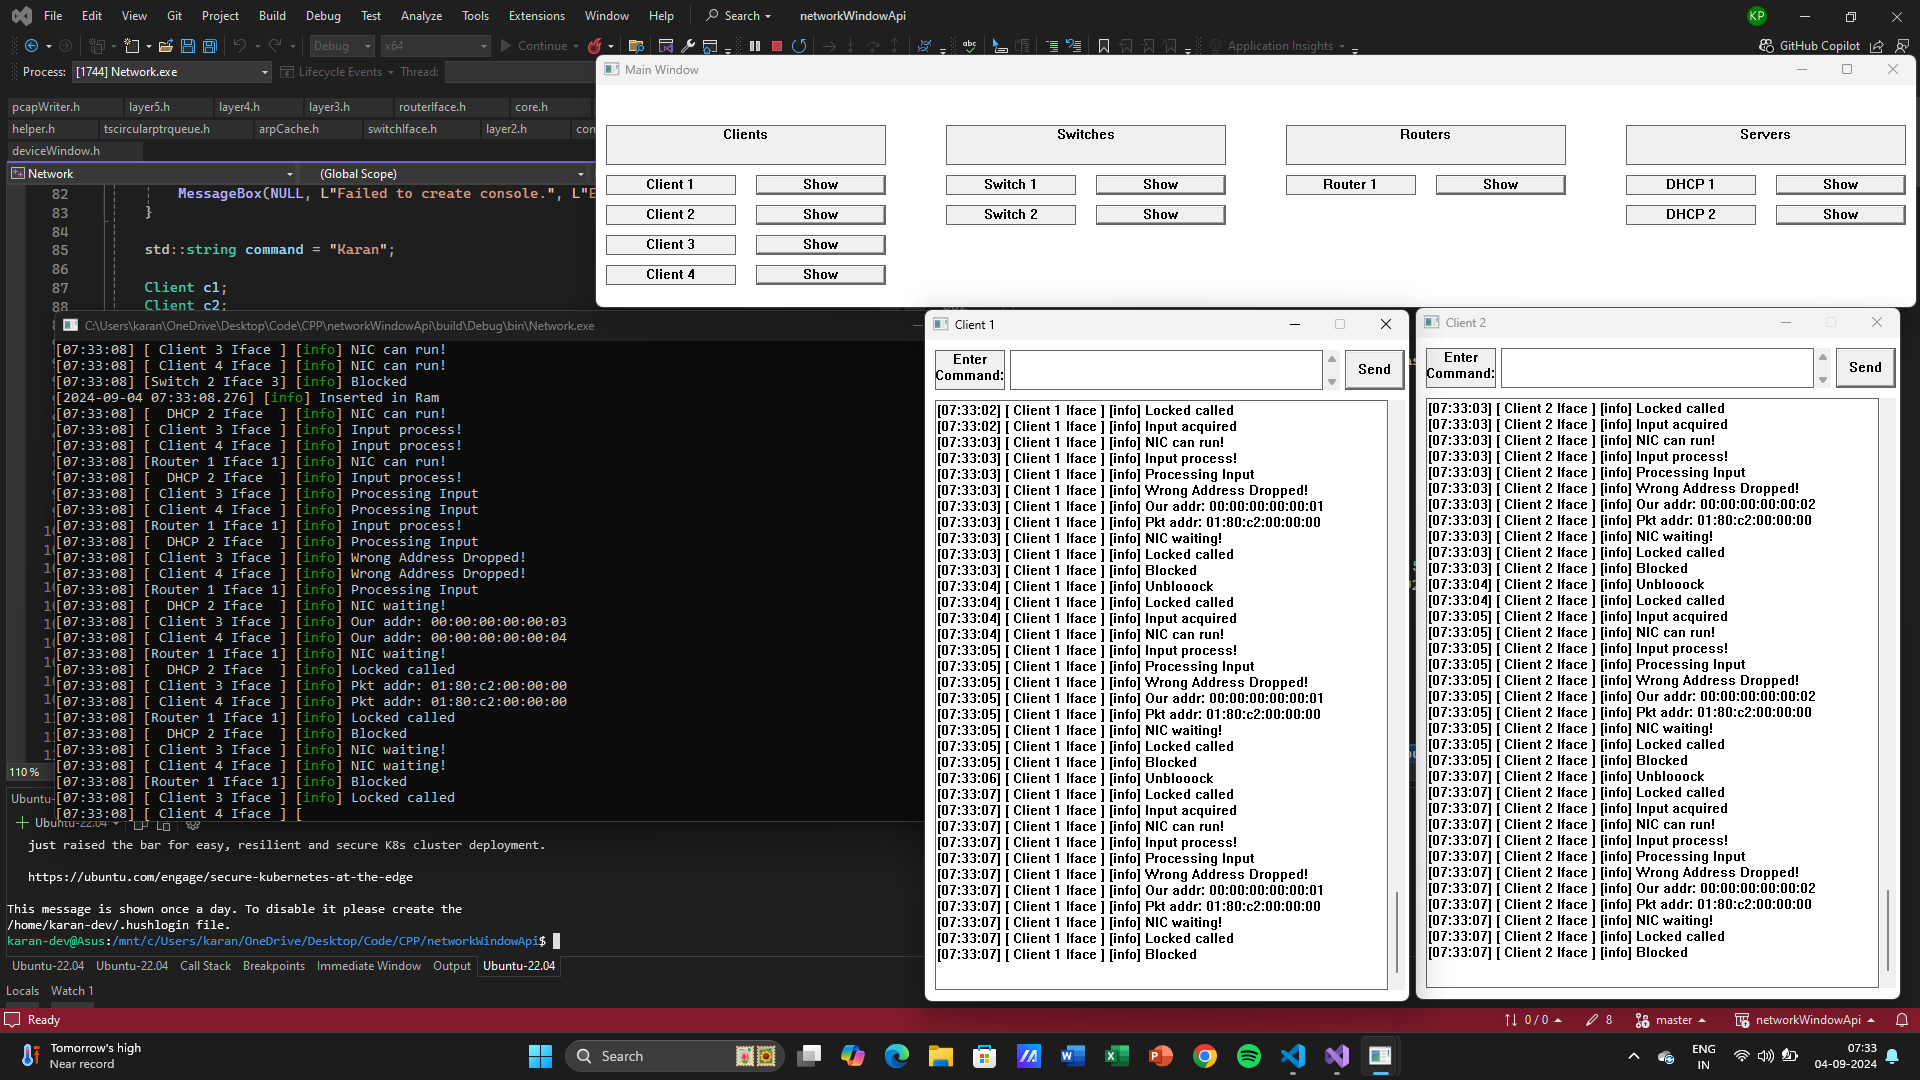 File Edit View Git Project Build Debug Test Analyze Tools Extensions Window Help Search networkWindowApi KP
Debug x64 Continue Application Insights GitHub Copilot
Process: [1744] Network.exe Lifecycle Events Thread:
pcapWriter.h layer5.h layer4.h layer3.h routerIface.h core.h
helper.h tscircularptrqueue.h arpCache.h switchIface.h layer2.h
deviceWindow.h
Network (Global Scope)
82 MessageBox(NULL, L"Failed to create console.", L"E
83 }
84
85 std::string command = "Karan";
86
87 Client c1;
88 Client c2;
110 %
Main Window
Clients Switches Routers Servers
Client 1 Show Switch 1 Show Router 1 Show DHCP 1 Show
Client 2 Show Switch 2 Show DHCP 2 Show
Client 3 Show
Client 4 Show
C:\Users\karan\OneDrive\Desktop\Code\CPP\networkWindowApi\build\Debug\bin\Network.exe
[07:33:08] [ Client 3 Iface ] [info] NIC can run!
[07:33:08] [ Client 4 Iface ] [info] NIC can run!
[07:33:08] [Switch 2 Iface 3] [info] Blocked
[2024-09-04 07:33:08.276] [info] Inserted in Ram
[07:33:08] [  DHCP 2 Iface  ] [info] NIC can run!
[07:33:08] [ Client 3 Iface ] [info] Input process!
[07:33:08] [ Client 4 Iface ] [info] Input process!
[07:33:08] [Router 1 Iface 1] [info] NIC can run!
[07:33:08] [  DHCP 2 Iface  ] [info] Input process!
[07:33:08] [ Client 3 Iface ] [info] Processing Input
[07:33:08] [ Client 4 Iface ] [info] Processing Input
[07:33:08] [Router 1 Iface 1] [info] Input process!
[07:33:08] [  DHCP 2 Iface  ] [info] Processing Input
[07:33:08] [ Client 3 Iface ] [info] Wrong Address Dropped!
[07:33:08] [ Client 4 Iface ] [info] Wrong Address Dropped!
[07:33:08] [Router 1 Iface 1] [info] Processing Input
[07:33:08] [  DHCP 2 Iface  ] [info] NIC waiting!
[07:33:08] [ Client 3 Iface ] [info] Our addr: 00:00:00:00:00:03
[07:33:08] [ Client 4 Iface ] [info] Our addr: 00:00:00:00:00:04
[07:33:08] [Router 1 Iface 1] [info] NIC waiting!
[07:33:08] [  DHCP 2 Iface  ] [info] Locked called
[07:33:08] [ Client 3 Iface ] [info] Pkt addr: 01:80:c2:00:00:00
[07:33:08] [ Client 4 Iface ] [info] Pkt addr: 01:80:c2:00:00:00
[07:33:08] [Router 1 Iface 1] [info] Locked called
[07:33:08] [  DHCP 2 Iface  ] [info] Blocked
[07:33:08] [ Client 3 Iface ] [info] NIC waiting!
[07:33:08] [ Client 4 Iface ] [info] NIC waiting!
[07:33:08] [Router 1 Iface 1] [info] Blocked
[07:33:08] [ Client 3 Iface ] [info] Locked called
[07:33:08] [ Client 4 Iface ] [
Client 1
Enter
Command:
Send
[07:33:02] [ Client 1 Iface ] [info] Locked called
[07:33:02] [ Client 1 Iface ] [info] Input acquired
[07:33:03] [ Client 1 Iface ] [info] NIC can run!
[07:33:03] [ Client 1 Iface ] [info] Input process!
[07:33:03] [ Client 1 Iface ] [info] Processing Input
[07:33:03] [ Client 1 Iface ] [info] Wrong Address Dropped!
[07:33:03] [ Client 1 Iface ] [info] Our addr: 00:00:00:00:00:01
[07:33:03] [ Client 1 Iface ] [info] Pkt addr: 01:80:c2:00:00:00
[07:33:03] [ Client 1 Iface ] [info] NIC waiting!
[07:33:03] [ Client 1 Iface ] [info] Locked called
[07:33:03] [ Client 1 Iface ] [info] Blocked
[07:33:04] [ Client 1 Iface ] [info] Unblooock
[07:33:04] [ Client 1 Iface ] [info] Locked called
[07:33:04] [ Client 1 Iface ] [info] Input acquired
[07:33:04] [ Client 1 Iface ] [info] NIC can run!
[07:33:05] [ Client 1 Iface ] [info] Input process!
[07:33:05] [ Client 1 Iface ] [info] Processing Input
[07:33:05] [ Client 1 Iface ] [info] Wrong Address Dropped!
[07:33:05] [ Client 1 Iface ] [info] Our addr: 00:00:00:00:00:01
[07:33:05] [ Client 1 Iface ] [info] Pkt addr: 01:80:c2:00:00:00
[07:33:05] [ Client 1 Iface ] [info] NIC waiting!
[07:33:05] [ Client 1 Iface ] [info] Locked called
[07:33:05] [ Client 1 Iface ] [info] Blocked
[07:33:06] [ Client 1 Iface ] [info] Unblooock
[07:33:07] [ Client 1 Iface ] [info] Locked called
[07:33:07] [ Client 1 Iface ] [info] Input acquired
[07:33:07] [ Client 1 Iface ] [info] NIC can run!
[07:33:07] [ Client 1 Iface ] [info] Input process!
[07:33:07] [ Client 1 Iface ] [info] Processing Input
[07:33:07] [ Client 1 Iface ] [info] Wrong Address Dropped!
[07:33:07] [ Client 1 Iface ] [info] Our addr: 00:00:00:00:00:01
[07:33:07] [ Client 1 Iface ] [info] Pkt addr: 01:80:c2:00:00:00
[07:33:07] [ Client 1 Iface ] [info] NIC waiting!
[07:33:07] [ Client 1 Iface ] [info] Locked called
[07:33:07] [ Client 1 Iface ] [info] Blocked
Client 2
Enter
Command:
Send
[07:33:03] [ Client 2 Iface ] [info] Locked called
[07:33:03] [ Client 2 Iface ] [info] Input acquired
[07:33:03] [ Client 2 Iface ] [info] NIC can run!
[07:33:03] [ Client 2 Iface ] [info] Input process!
[07:33:03] [ Client 2 Iface ] [info] Processing Input
[07:33:03] [ Client 2 Iface ] [info] Wrong Address Dropped!
[07:33:03] [ Client 2 Iface ] [info] Our addr: 00:00:00:00:00:02
[07:33:03] [ Client 2 Iface ] [info] Pkt addr: 01:80:c2:00:00:00
[07:33:03] [ Client 2 Iface ] [info] NIC waiting!
[07:33:03] [ Client 2 Iface ] [info] Locked called
[07:33:03] [ Client 2 Iface ] [info] Blocked
[07:33:04] [ Client 2 Iface ] [info] Unblooock
[07:33:04] [ Client 2 Iface ] [info] Locked called
[07:33:05] [ Client 2 Iface ] [info] Input acquired
[07:33:05] [ Client 2 Iface ] [info] NIC can run!
[07:33:05] [ Client 2 Iface ] [info] Input process!
[07:33:05] [ Client 2 Iface ] [info] Processing Input
[07:33:05] [ Client 2 Iface ] [info] Wrong Address Dropped!
[07:33:05] [ Client 2 Iface ] [info] Our addr: 00:00:00:00:00:02
[07:33:05] [ Client 2 Iface ] [info] Pkt addr: 01:80:c2:00:00:00
[07:33:05] [ Client 2 Iface ] [info] NIC waiting!
[07:33:05] [ Client 2 Iface ] [info] Locked called
[07:33:05] [ Client 2 Iface ] [info] Blocked
[07:33:07] [ Client 2 Iface ] [info] Unblooock
[07:33:07] [ Client 2 Iface ] [info] Locked called
[07:33:07] [ Client 2 Iface ] [info] Input acquired
[07:33:07] [ Client 2 Iface ] [info] NIC can run!
[07:33:07] [ Client 2 Iface ] [info] Input process!
[07:33:07] [ Client 2 Iface ] [info] Processing Input
[07:33:07] [ Client 2 Iface ] [info] Wrong Address Dropped!
[07:33:07] [ Client 2 Iface ] [info] Our addr: 00:00:00:00:00:02
[07:33:07] [ Client 2 Iface ] [info] Pkt addr: 01:80:c2:00:00:00
[07:33:07] [ Client 2 Iface ] [info] NIC waiting!
[07:33:07] [ Client 2 Iface ] [info] Locked called
[07:33:07] [ Client 2 Iface ] [info] Blocked
Ubuntu-
Ubuntu-22.04
just raised the bar for easy, resilient and secure K8s cluster deployment.
https://ubuntu.com/engage/secure-kubernetes-at-the-edge
This message is shown once a day. To disable it please create the
/home/karan-dev/.hushlogin file.
karan-dev@Asus:/mnt/c/Users/karan/OneDrive/Desktop/Code/CPP/networkWindowApi$
Ubuntu-22.04 Ubuntu-22.04 Call Stack Breakpoints Immediate Window Output Ubuntu-22.04
Locals Watch 1
Ready 0 / 0 8 master networkWindowApi
Tomorrow's high
Near record
Search
ENG
IN
07:33
04-09-2024